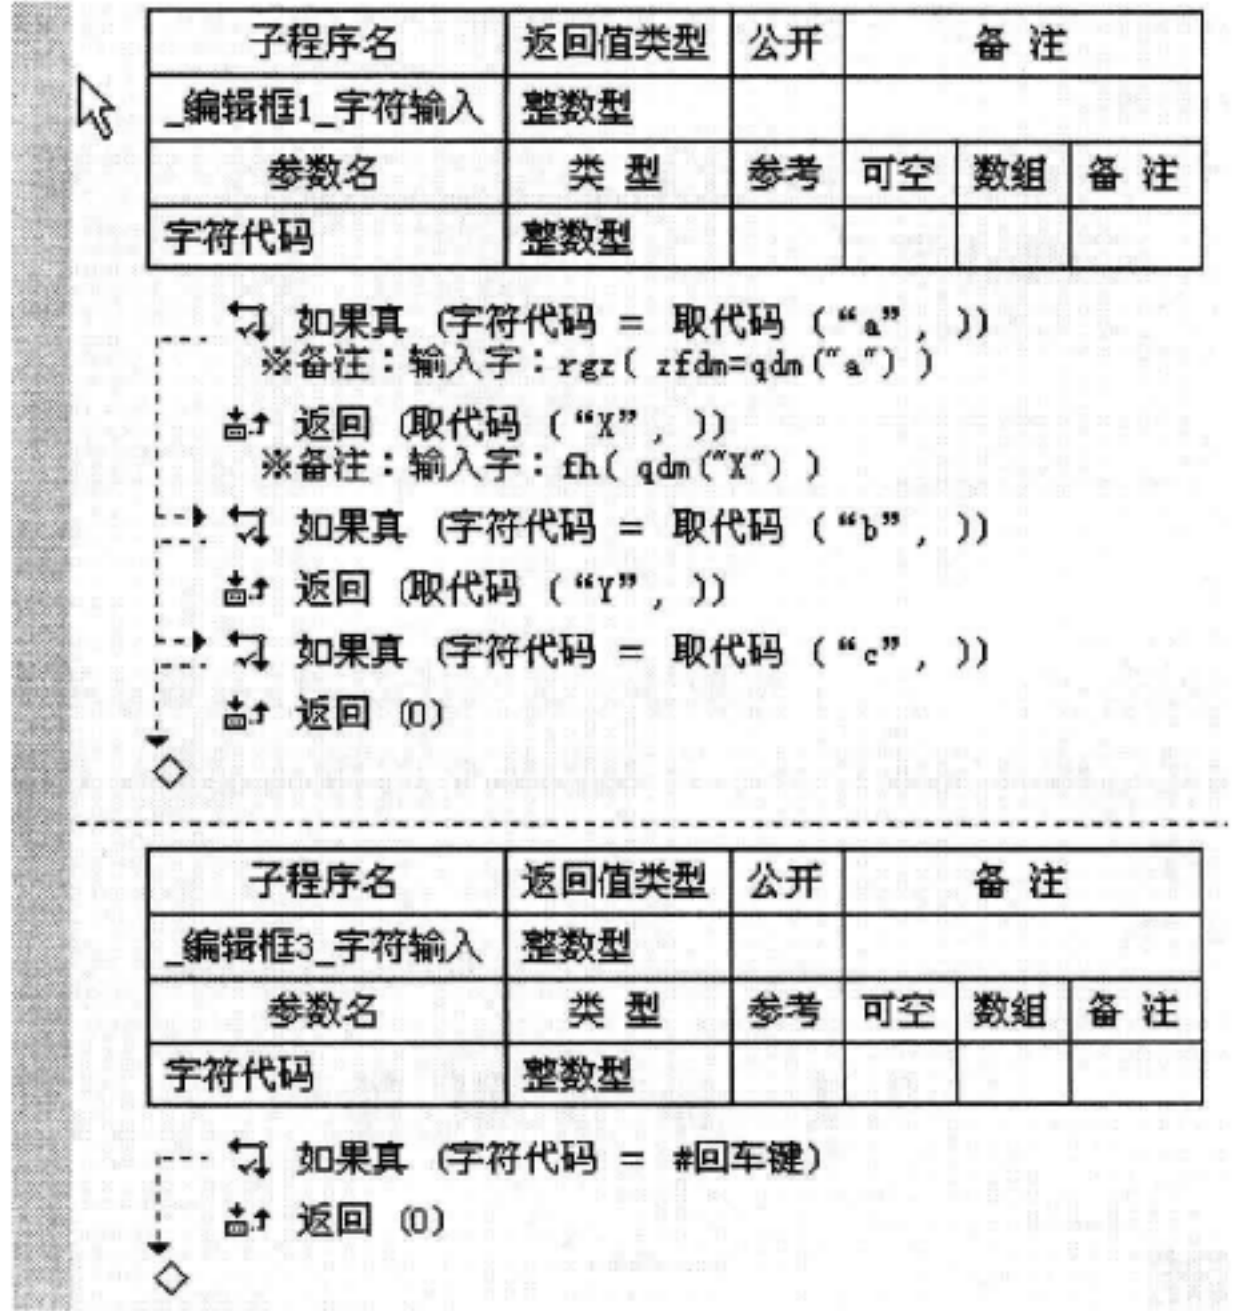 子程序名 返回值类型 公开 备 注
_编辑框1_字符输入 整数型
参数名 类 型 参考 可空 数组 备 注
字符代码 整数型
如果真 (字符代码 = 取代码 (“a”, ))
※备注：输入字：rgz( zfdm=qdm("a") )
返回 (取代码 (“X”, ))
※备注：输入字：fh( qdm("X") )
如果真 (字符代码 = 取代码 (“b”, ))
返回 (取代码 (“Y”, ))
如果真 (字符代码 = 取代码 (“c”, ))
返回 (0)
子程序名 返回值类型 公开 备 注
_编辑框3_字符输入 整数型
参数名 类 型 参考 可空 数组 备 注
字符代码 整数型
如果真 (字符代码 = #回车键)
返回 (0)